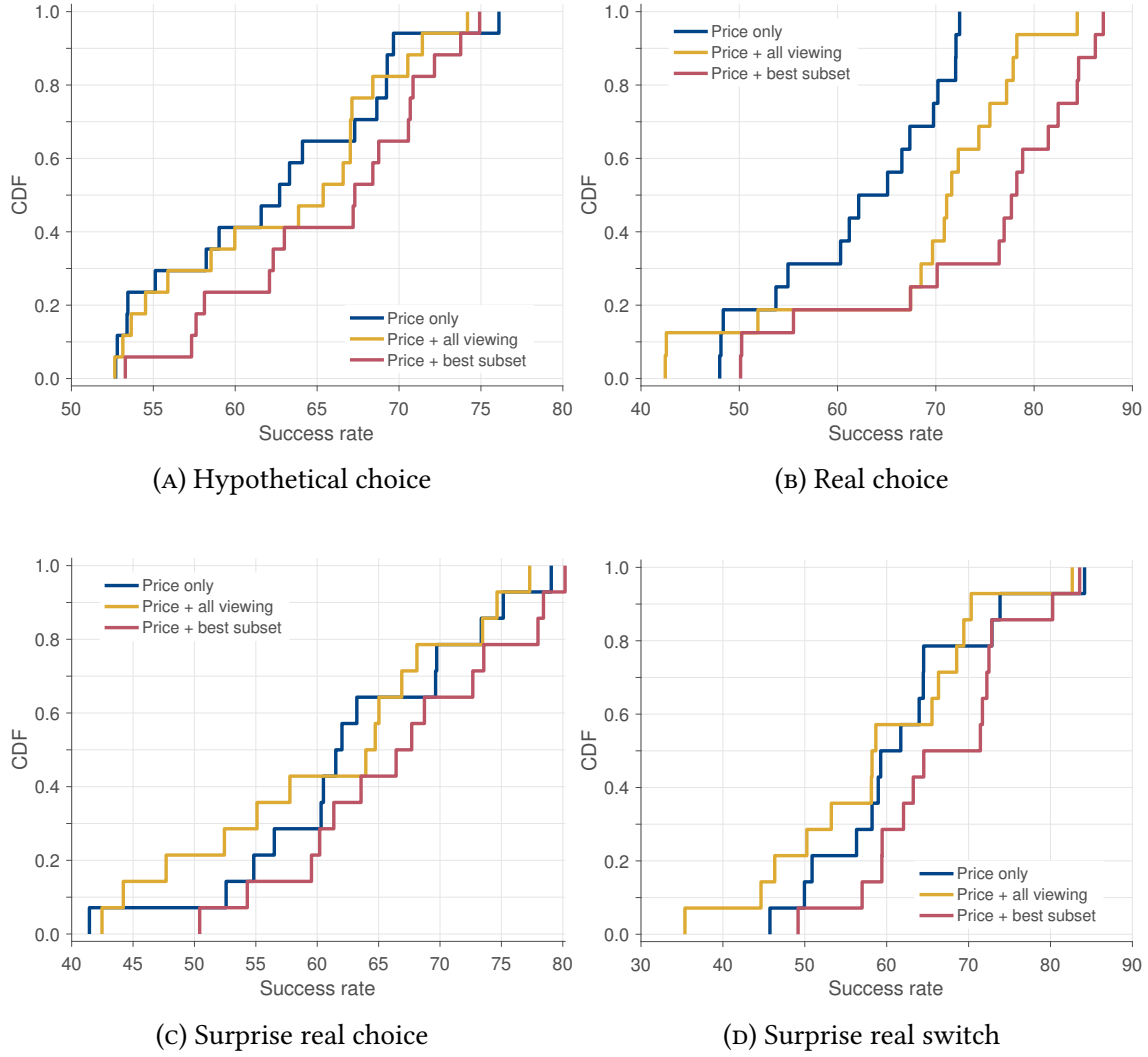 1.0
0.8
0.6
0.4
0.2
0.0
CDF
Price only
Price + all viewing
Price + best subset
50 55 60 65 70 75 80
Success rate
(A) Hypothetical choice
1.0
0.8
0.6
0.4
0.2
0.0
CDF
Price only
Price + all viewing
Price + best subset
40 50 60 70 80 90
Success rate
(B) Real choice
1.0
0.8
0.6
0.4
0.2
0.0
CDF
Price only
Price + all viewing
Price + best subset
40 45 50 55 60 65 70 75 80
Success rate
(C) Surprise real choice
1.0
0.8
0.6
0.4
0.2
0.0
CDF
Price only
Price + all viewing
Price + best subset
30 40 50 60 70 80 90
Success rate
(D) Surprise real switch